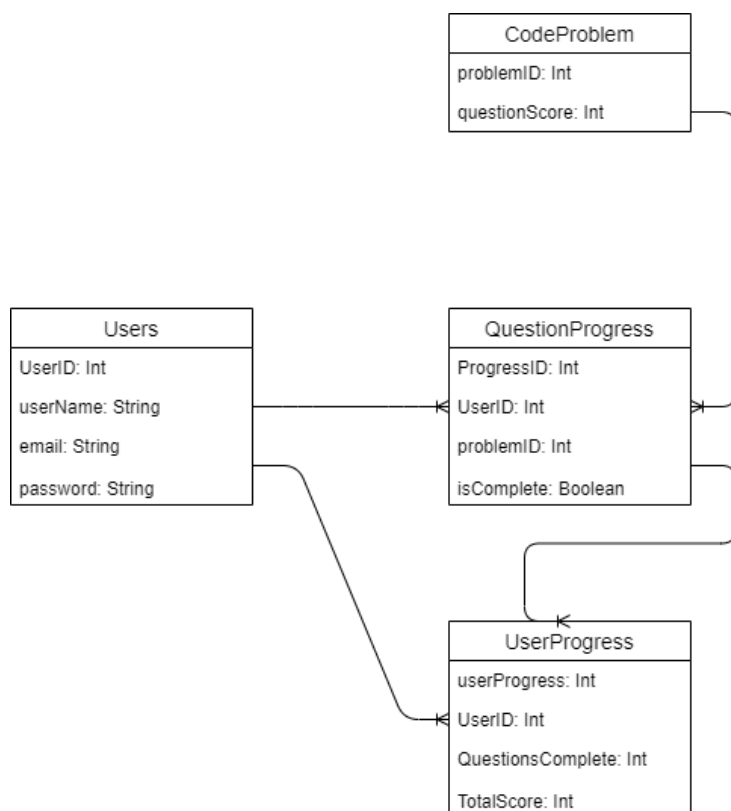 CodeProblem
problemID: Int
questionScore: Int
Users
UserID: Int
userName: String
email: String
password: String
QuestionProgress
ProgressID: Int
UserID: Int
problemID: Int
isComplete: Boolean
UserProgress
userProgress: Int
UserID: Int
QuestionsComplete: Int
TotalScore: Int